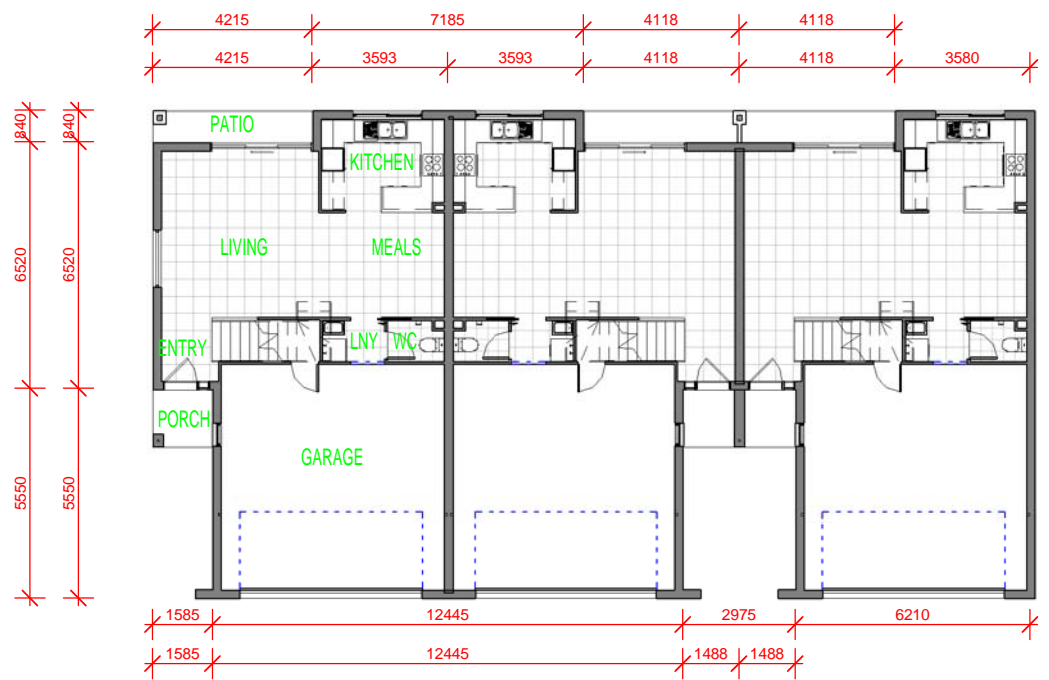 4215 7185 4118 4118
4215 3593 3593 4118 4118 3580
840 840
PATIO
KITCHEN
6520 6520
LIVING MEALS
LNY WC
ENTRY
PORCH
GARAGE
5550 5550
1585 12445 2975 6210
1585 12445 1488 1488